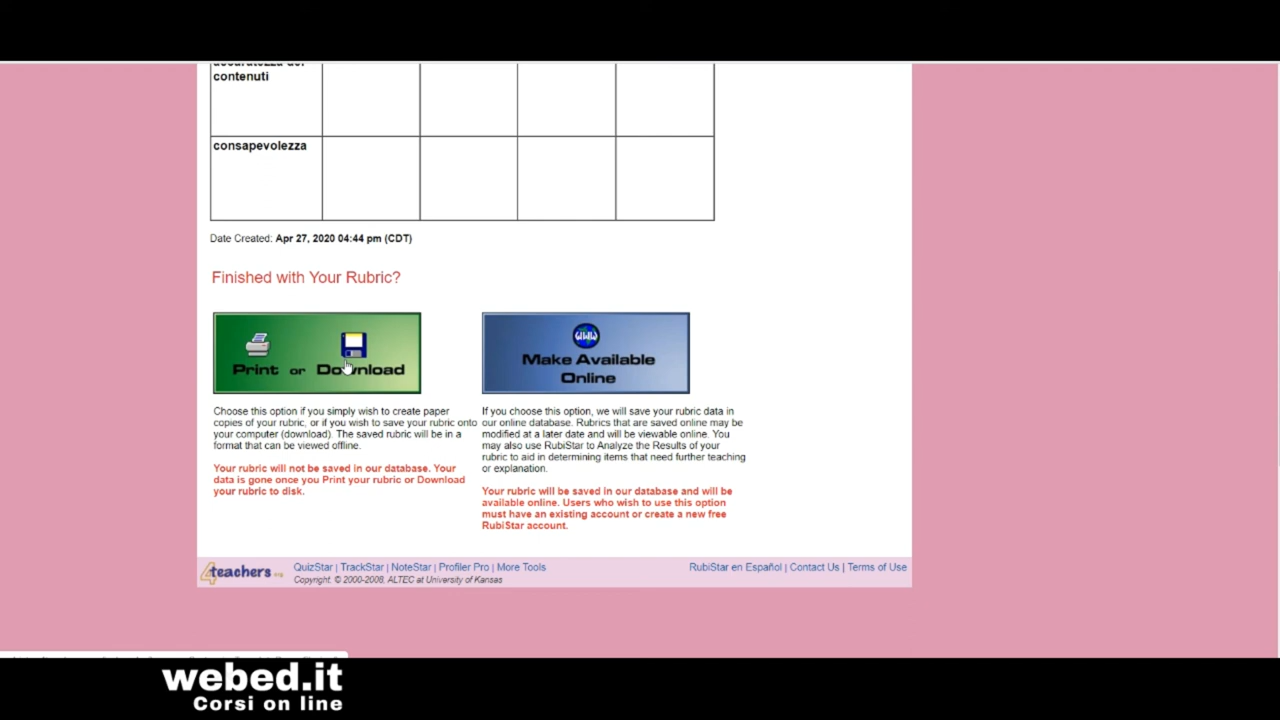 contenuti
consapevolezza
Date Created: Apr 27, 2020 04:44 pm (CDT)
Finished with Your Rubric?
Print or Download
Make Available
Online
Choose this option if you simply wish to create paper
copies of your rubric, or if you wish to save your rubric onto
your computer (download). The saved rubric will be in a
format that can be viewed offline.
Your rubric will not be saved in our database. Your
data is gone once you Print your rubric or Download
your rubric to disk.
If you choose this option, we will save your rubric data in
our online database. Rubrics that are saved online may be
modified at a later date and will be viewable online. You
may also use RubiStar to Analyze the Results of your
rubric to aid in determining items that need further teaching
or explanation.
Your rubric will be saved in our database and will be
available online. Users who wish to use this option
must have an existing account or create a new free
RubiStar account.
4teachers.org
QuizStar | TrackStar | NoteStar | Profiler Pro | More Tools
Copyright © 2000-2008, ALTEC at University of Kansas
RubiStar en Español | Contact Us | Terms of Use
webed.it
Corsi on line